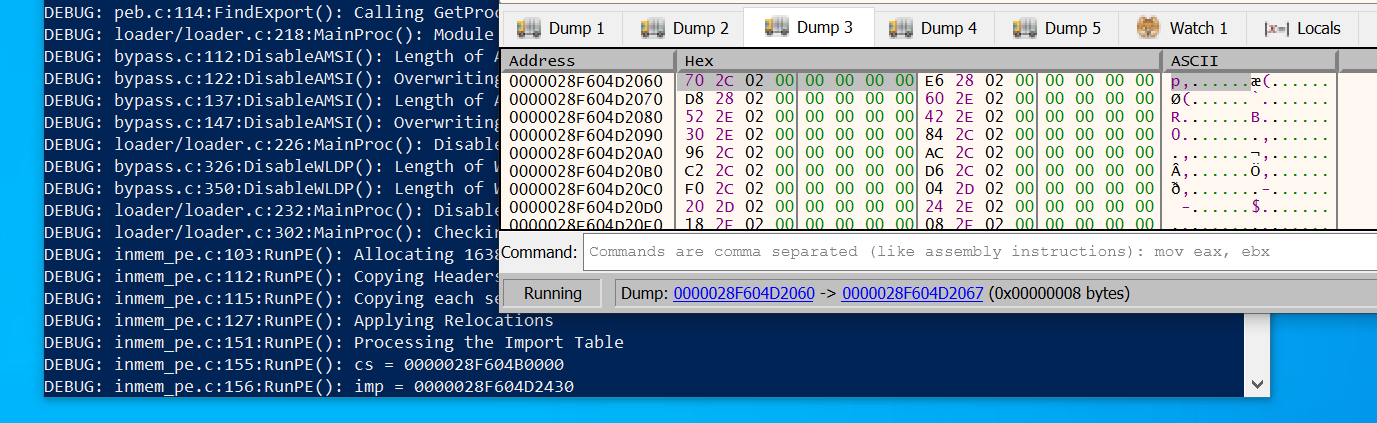 DEBUG: peb.c:114:FindExport(): Calling GetProc
DEBUG: loader/loader.c:218:MainProc(): Module
DEBUG: bypass.c:112:DisableAMSI(): Length of A
DEBUG: bypass.c:122:DisableAMSI(): Overwriting
DEBUG: bypass.c:137:DisableAMSI(): Length of A
DEBUG: bypass.c:147:DisableAMSI(): Overwriting
DEBUG: loader/loader.c:226:MainProc(): Disable
DEBUG: bypass.c:326:DisableWLDP(): Length of W
DEBUG: bypass.c:350:DisableWLDP(): Length of W
DEBUG: loader/loader.c:232:MainProc(): Disable
DEBUG: loader/loader.c:302:MainProc(): Checkin
DEBUG: inmem_pe.c:103:RunPE(): Allocating 1638
DEBUG: inmem_pe.c:112:RunPE(): Copying Headers
DEBUG: inmem_pe.c:115:RunPE(): Copying each se
DEBUG: inmem_pe.c:127:RunPE(): Applying Relocations
DEBUG: inmem_pe.c:151:RunPE(): Processing the Import Table
DEBUG: inmem_pe.c:155:RunPE(): cs = 0000028F604B0000
DEBUG: inmem_pe.c:156:RunPE(): imp = 0000028F604D2430
Dump 1 Dump 2 Dump 3 Dump 4 Dump 5 Watch 1 |x=| Locals
Address Hex ASCII
0000028F604D2060 70 2C 02 00 00 00 00 00 E6 28 02 00 00 00 00 00 p,......æ(......
0000028F604D2070 D8 28 02 00 00 00 00 00 60 2E 02 00 00 00 00 00 Ø(......`.......
0000028F604D2080 52 2E 02 00 00 00 00 00 42 2E 02 00 00 00 00 00 R.......B.......
0000028F604D2090 30 2E 02 00 00 00 00 00 84 2C 02 00 00 00 00 00 0........,......
0000028F604D20A0 96 2C 02 00 00 00 00 00 AC 2C 02 00 00 00 00 00 .,......¬,......
0000028F604D20B0 C2 2C 02 00 00 00 00 00 D6 2C 02 00 00 00 00 00 Â,......Ö,......
0000028F604D20C0 F0 2C 02 00 00 00 00 00 04 2D 02 00 00 00 00 00 ð,.......-......
0000028F604D20D0 20 2D 02 00 00 00 00 00 24 2E 02 00 00 00 00 00 -......$.......
0000028F604D20E0 18 2E 02 00 00 00 00 00 08 2E 02 00 00 00 00 00
Command: Commands are comma separated (like assembly instructions): mov eax, ebx
Running Dump: 0000028F604D2060 -> 0000028F604D2067 (0x00000008 bytes)